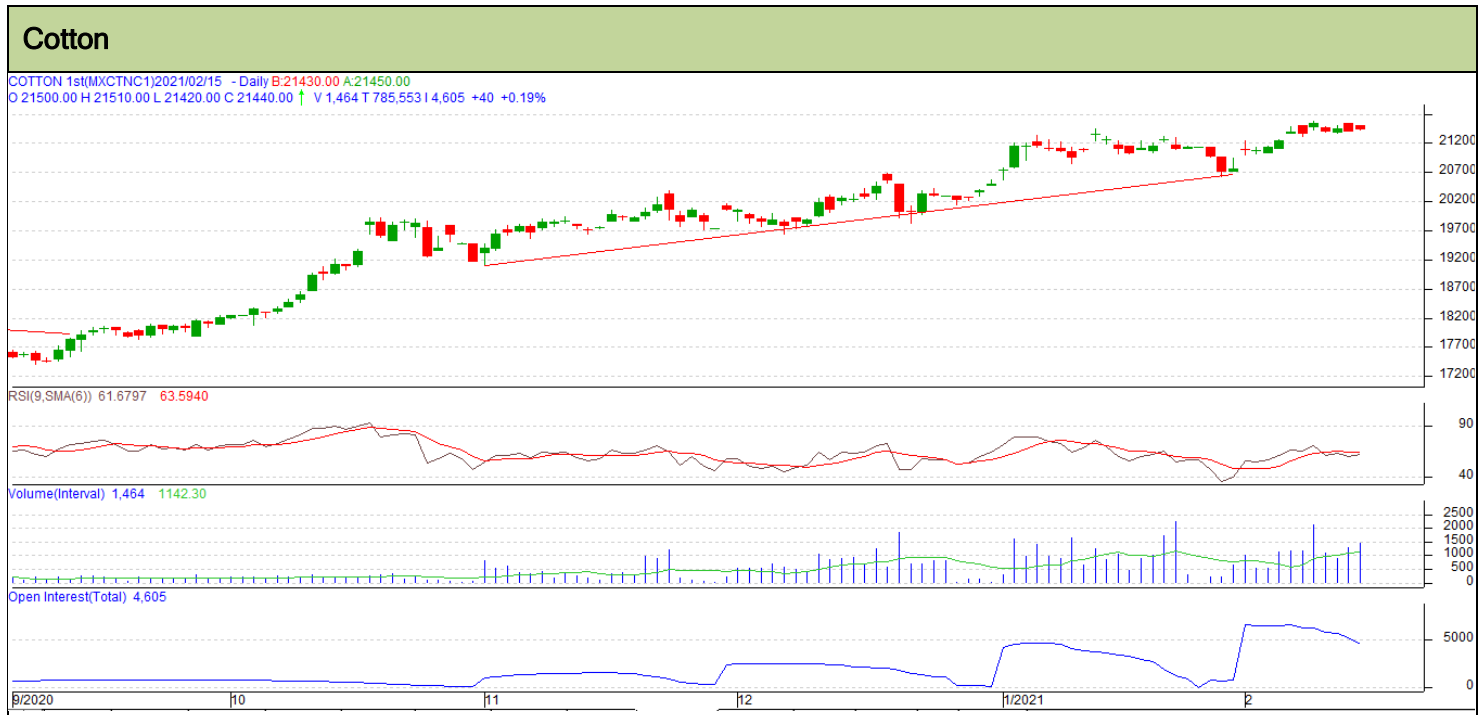 Cotton
COTTON 1st(MXCTNC1)2021/02/15 - Daily B:21430.00 A:21450.00
O 21500.00 H 21510.00 L 21420.00 C 21440.00 ↑ V 1,464 T 785,553 I 4,605 +40 +0.19%
21200
20700
20200
19700
19200
18700
18200
17700
17200
RSI(9,SMA(6)) 61.6797 63.5940
90
40
Volume(Interval) 1,464 1142.30
2500
2000
1500
1000
500
0
Open Interest(Total) 4,605
5000
0
9/2020 10 11 12 1/2021 2